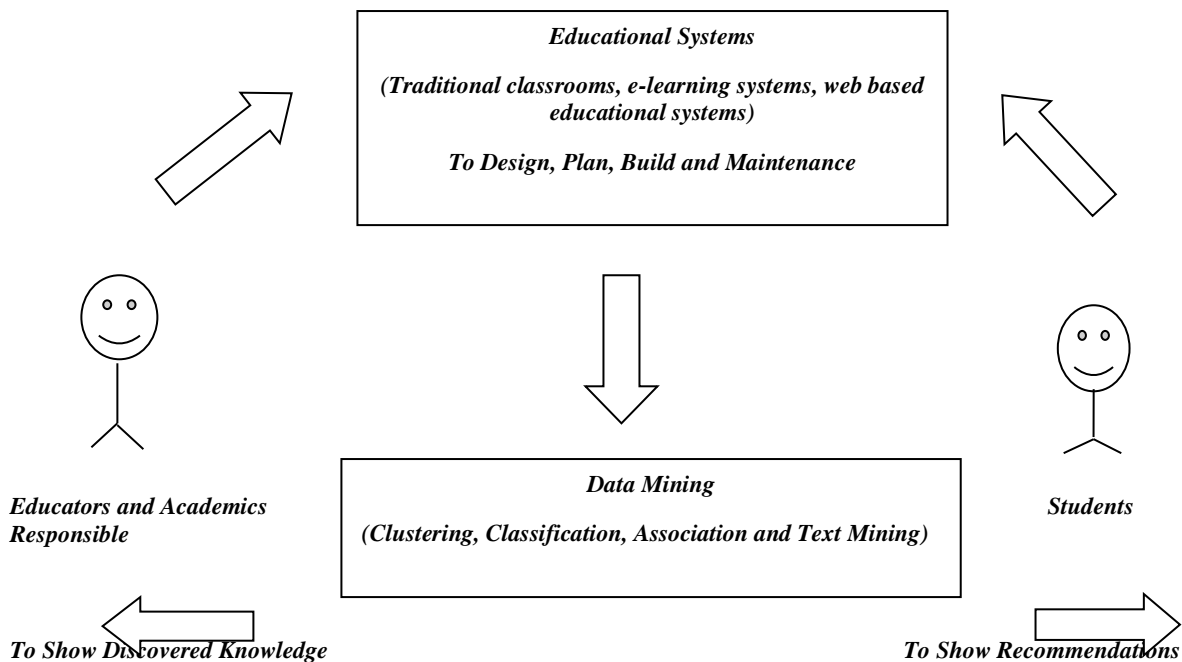 Educational Systems
(Traditional classrooms, e-learning systems, web based
educational systems)
To Design, Plan, Build and Maintenance
Data Mining
(Clustering, Classification, Association and Text Mining)
Educators and Academics
Responsible
Students
To Show Discovered Knowledge
To Show Recommendations